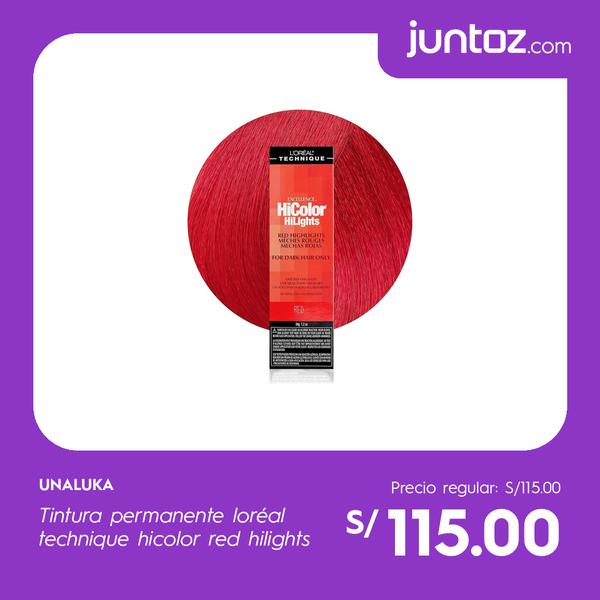 juntoz.com
L'ORÉAL
TECHNIQUE
EXCELLENCE
HiColor
HiLights
RED HIGHLIGHTS
MÈCHES ROUGES
MECHAS ROJAS
FOR DARK HAIR ONLY
RED
UNALUKA
Precio regular: S/115.00
Tintura permanente loréal
technique hicolor red hilights
S/ 115.00